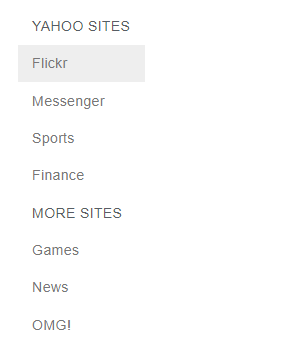 YAHOO SITES
Flickr
Messenger
Sports
Finance
MORE SITES
Games
News
OMG!